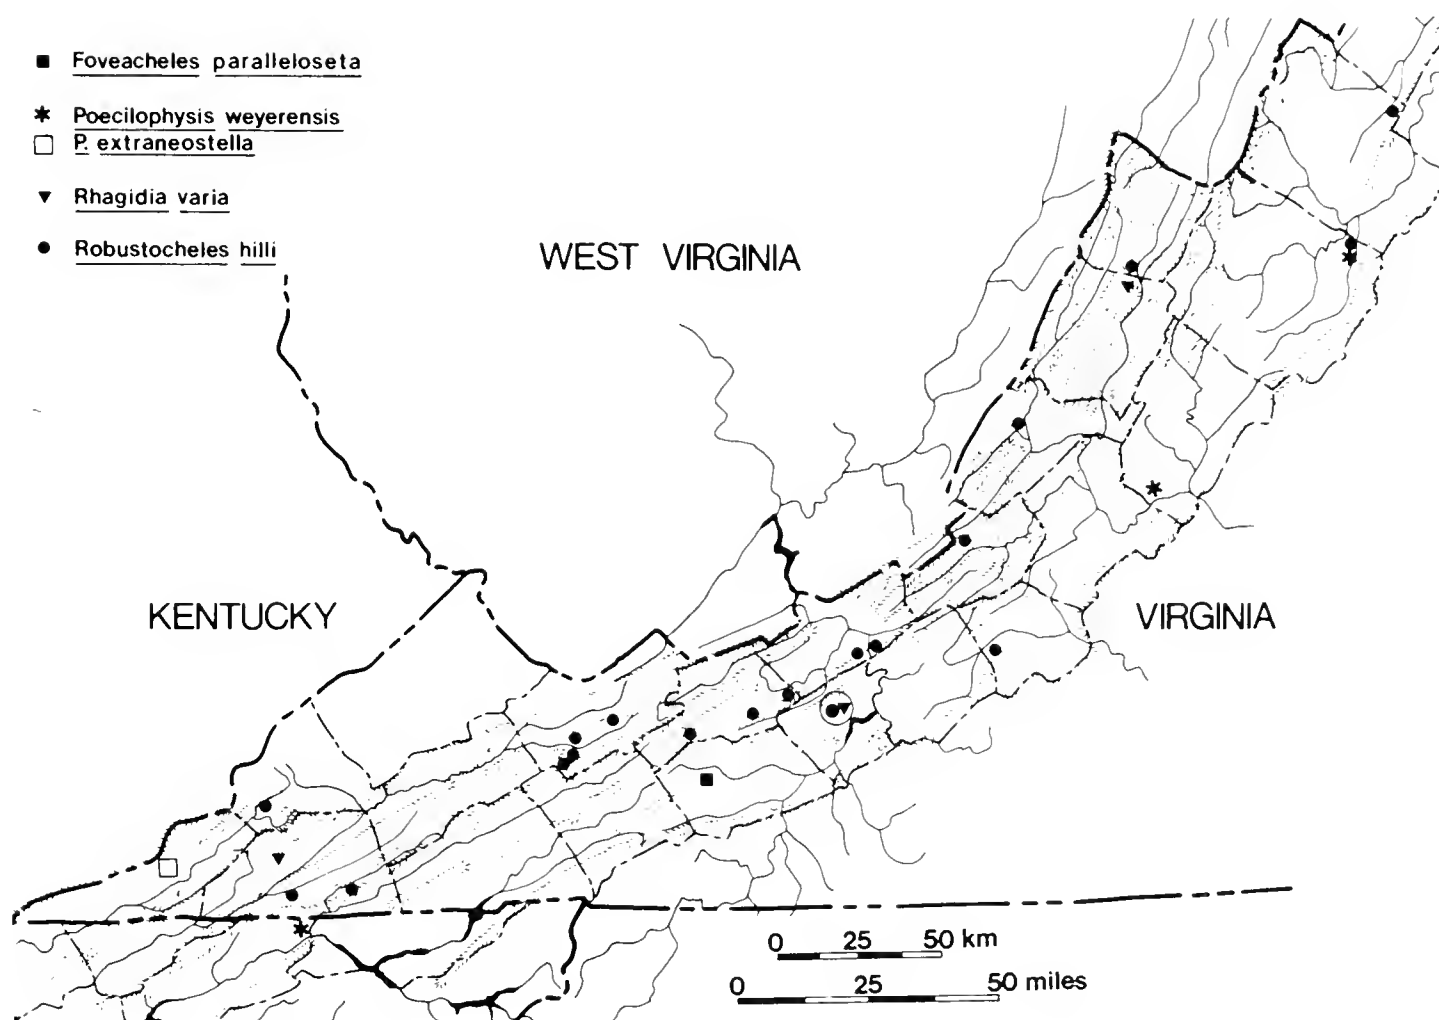 Foveacheles paralleloseta
Poecilophysis weyerensis
P. extraneostella
Rhagidia varia
Robustocheles hilli
WEST VIRGINIA
KENTUCKY
VIRGINIA
0 25 50 km
0 25 50 miles